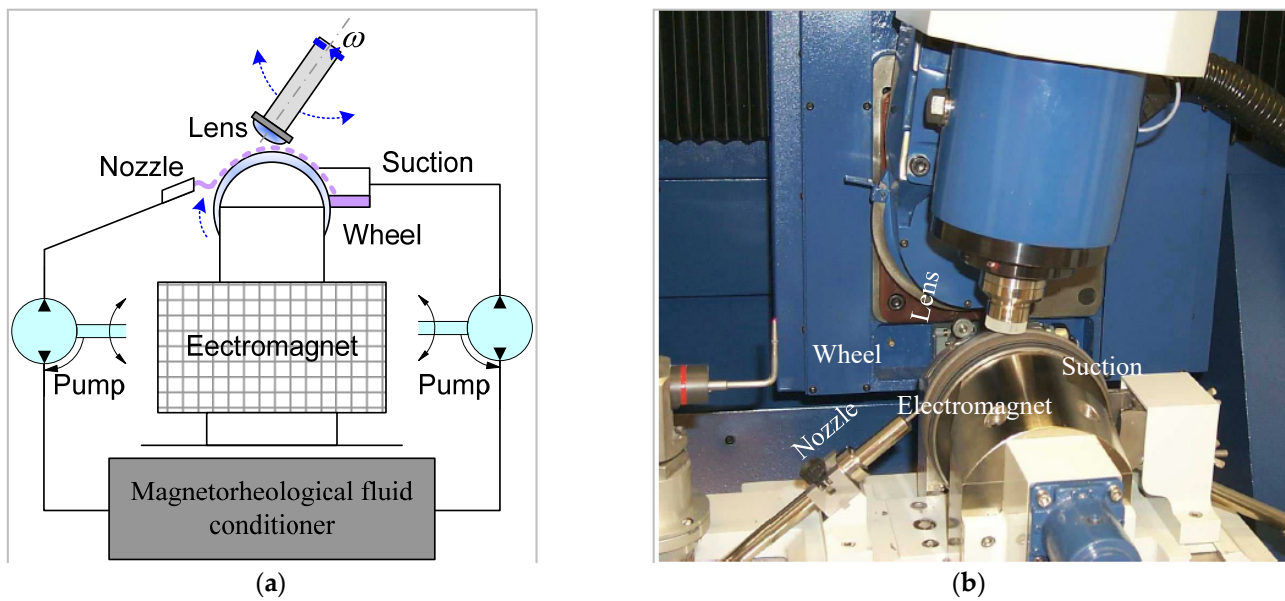 ω
Lens
Nozzle
Suction
Wheel
Eectromagnet
Pump
Pump
Magnetorheological fluid
conditioner
(a)
Lens
Wheel
Suction
Electromagnet
Nozzle
(b)